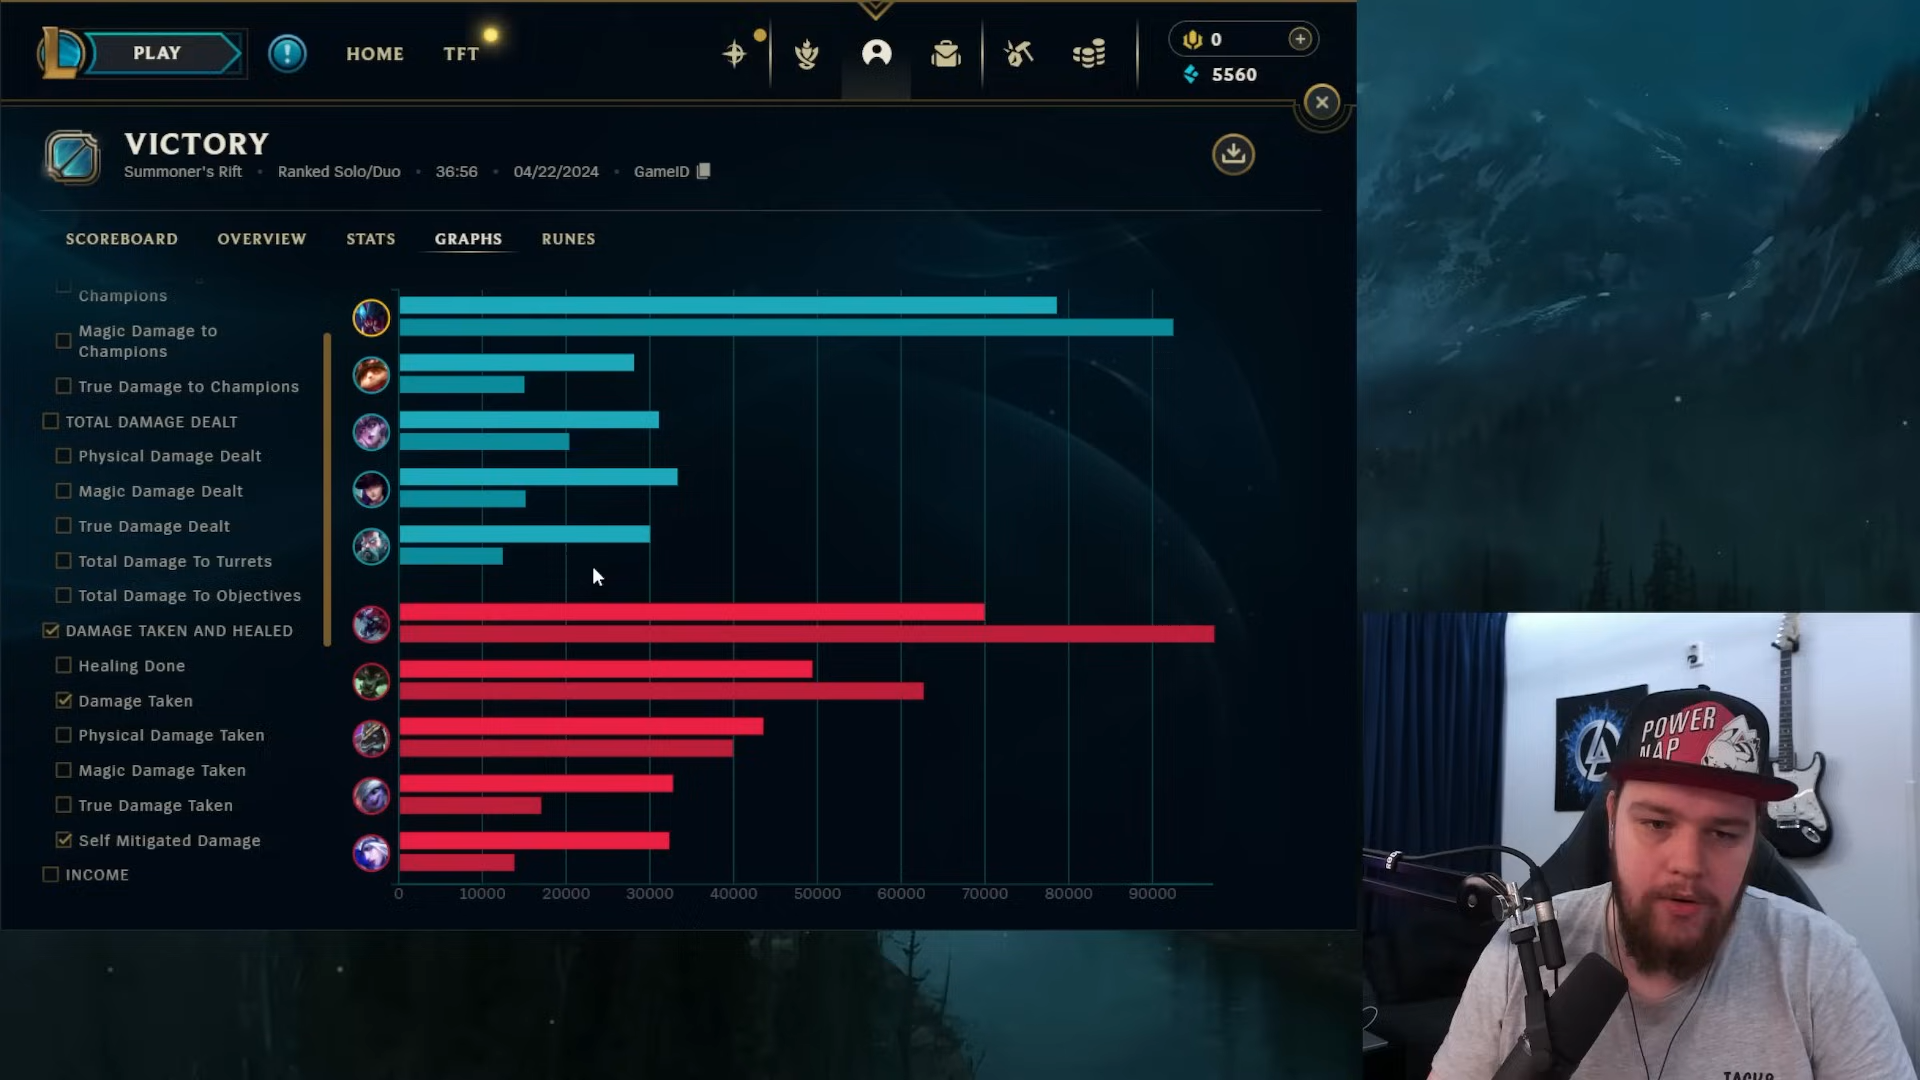 PLAY
HOME
TFT
0
5560
VICTORY
Summoner's Rift • Ranked Solo/Duo • 36:56 • 04/22/2024 • GameID
SCOREBOARD
OVERVIEW
STATS
GRAPHS
RUNES
Champions
Magic Damage to
Champions
True Damage to Champions
TOTAL DAMAGE DEALT
Physical Damage Dealt
Magic Damage Dealt
True Damage Dealt
Total Damage To Turrets
Total Damage To Objectives
DAMAGE TAKEN AND HEALED
Healing Done
Damage Taken
Physical Damage Taken
Magic Damage Taken
True Damage Taken
Self Mitigated Damage
INCOME
0 10000 20000 30000 40000 50000 60000 70000 80000 90000
POWER
NAP